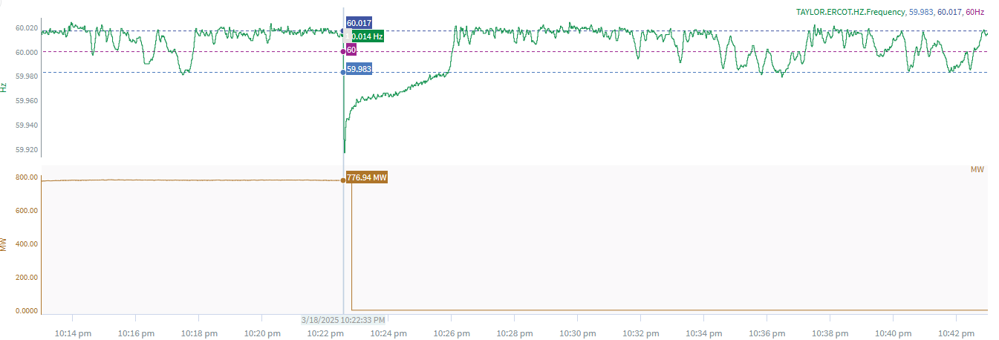 TAYLOR.ERCOT.HZ.Frequency, 59.983, 60.017, 60Hz
60.020
60.000
59.980
59.960
59.940
59.920
Hz
60.017
0.014 Hz
60
59.983
MW
800.00
600.00
400.00
200.00
0.0000
MW
776.94 MW
3/18/2025 10:22:33 PM
10:14 pm 10:16 pm 10:18 pm 10:20 pm 10:22 pm 10:24 pm 10:26 pm 10:28 pm 10:30 pm 10:32 pm 10:34 pm 10:36 pm 10:38 pm 10:40 pm 10:42 pm